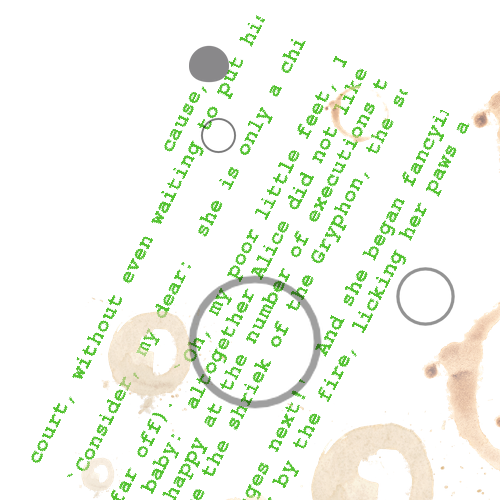 cause,
court, without even waiting to put
`Consider, my dear: she is only a chi
far off). `Oh, my poor little feet, I
baby: altogether Alice did not like
happy at the number of executions t
e the shriek of the Gryphon, the
ges next!' And she began fancyi
by the fire, licking her paws a